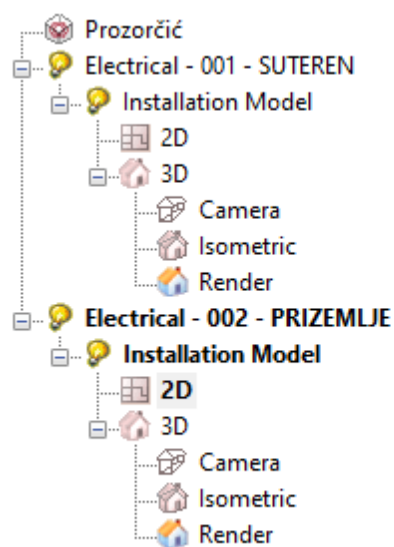 Prozorčić
Electrical - 001 - SUTEREN
Installation Model
2D
3D
Camera
Isometric
Render
Electrical - 002 - PRIZEMLJE
Installation Model
2D
3D
Camera
Isometric
Render